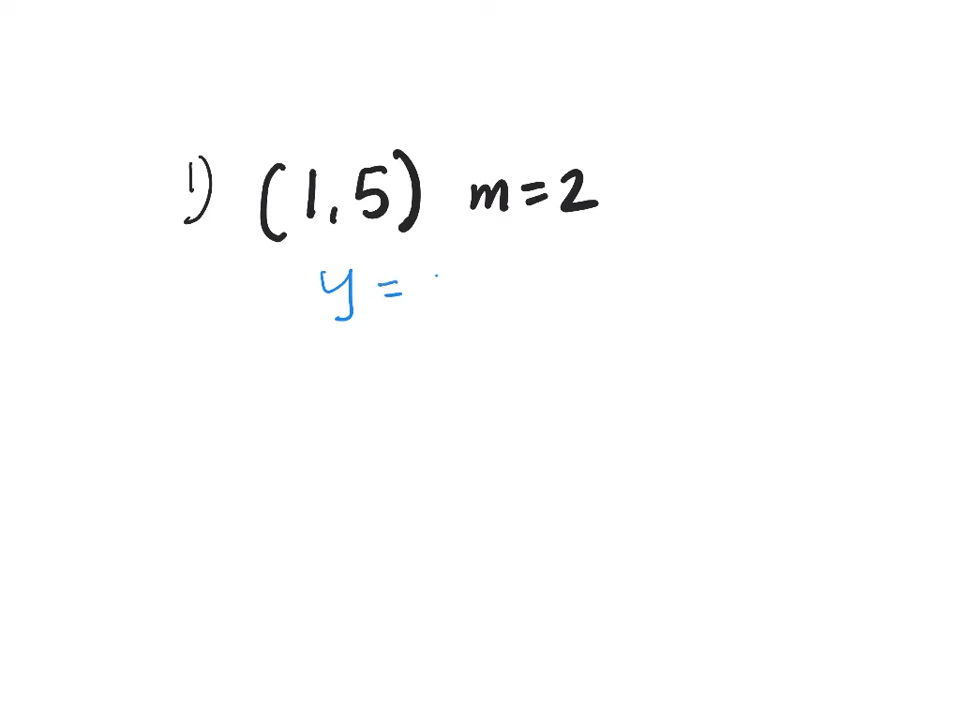 1) (1,5) m=2
y =